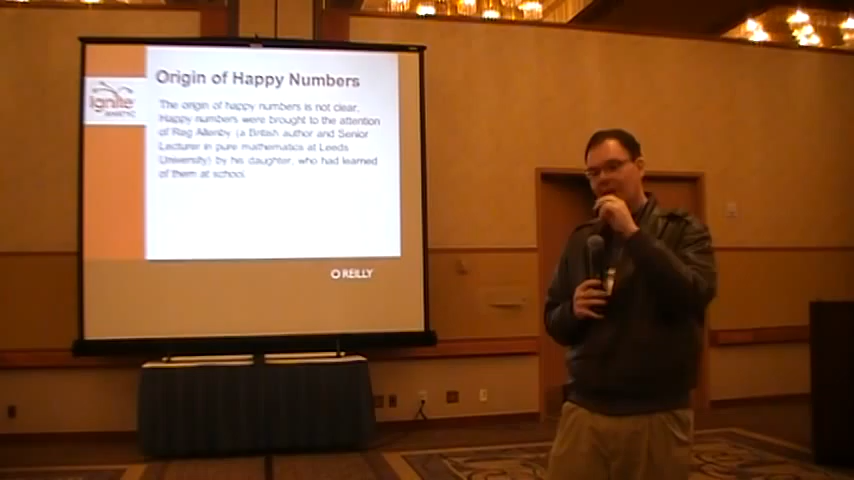 Origin of Happy Numbers
Ignite
The origin of happy numbers is not clear.
Happy numbers were brought to the attention
of Reg Allenby (a British author and Senior
Lecturer in pure mathematics at Leeds
University) by his daughter, who had learned
of them at school.
O'REILLY